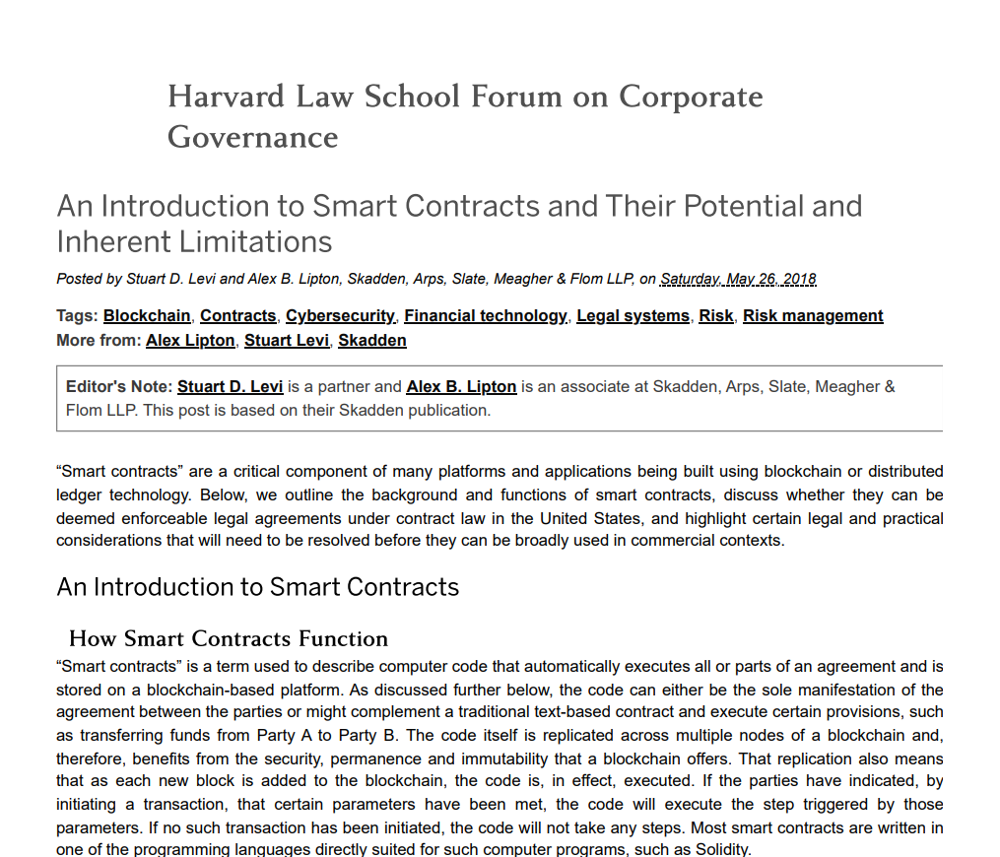 Harvard Law School Forum on Corporate
Governance
An Introduction to Smart Contracts and Their Potential and
Inherent Limitations
Posted by Stuart D. Levi and Alex B. Lipton, Skadden, Arps, Slate, Meagher & Flom LLP, on Saturday, May 26, 2018
Tags: Blockchain, Contracts, Cybersecurity, Financial technology, Legal systems, Risk, Risk management
More from: Alex Lipton, Stuart Levi, Skadden
Editor's Note: Stuart D. Levi is a partner and Alex B. Lipton is an associate at Skadden, Arps, Slate, Meagher &
Flom LLP. This post is based on their Skadden publication.
“Smart contracts” are a critical component of many platforms and applications being built using blockchain or distributed
ledger technology. Below, we outline the background and functions of smart contracts, discuss whether they can be
deemed enforceable legal agreements under contract law in the United States, and highlight certain legal and practical
considerations that will need to be resolved before they can be broadly used in commercial contexts.
An Introduction to Smart Contracts
How Smart Contracts Function
“Smart contracts” is a term used to describe computer code that automatically executes all or parts of an agreement and is
stored on a blockchain-based platform. As discussed further below, the code can either be the sole manifestation of the
agreement between the parties or might complement a traditional text-based contract and execute certain provisions, such
as transferring funds from Party A to Party B. The code itself is replicated across multiple nodes of a blockchain and,
therefore, benefits from the security, permanence and immutability that a blockchain offers. That replication also means
that as each new block is added to the blockchain, the code is, in effect, executed. If the parties have indicated, by
initiating a transaction, that certain parameters have been met, the code will execute the step triggered by those
parameters. If no such transaction has been initiated, the code will not take any steps. Most smart contracts are written in
one of the programming languages directly suited for such computer programs, such as Solidity.